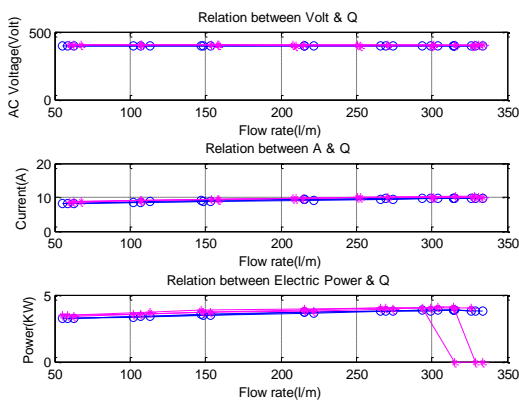 Relation between Volt & Q
AC Voltage(Volt)
500
0
50 100 150 200 250 300 350
Flow rate(l/m)
Relation between A & Q
Current(A)
20
10
0
50 100 150 200 250 300 350
Flow rate(l/m)
Relation between Electric Power & Q
Power(KW)
5
0
50 100 150 200 250 300 350
Flow rate(l/m)